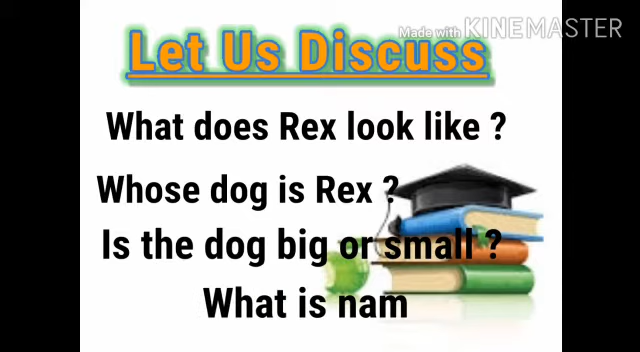 Made with KINEMASTER
Let Us Discuss
What does Rex look like ?
Whose dog is Rex ?
Is the dog big or small ?
What is nam